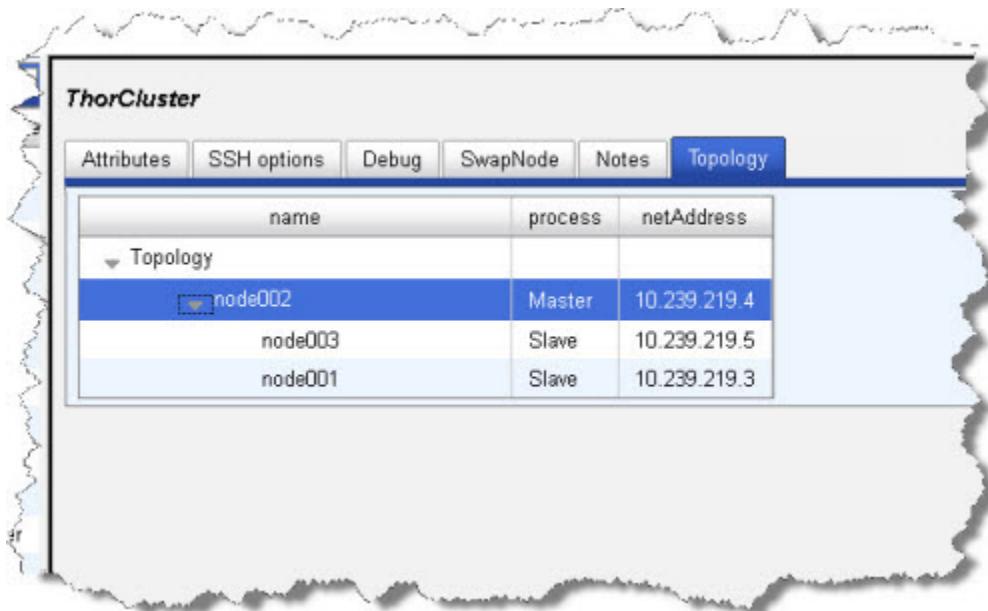 ThorCluster
Attributes SSH options Debug SwapNode Notes Topology
name process netAddress
Topology
node002 Master 10.239.219.4
node003 Slave 10.239.219.5
node001 Slave 10.239.219.3